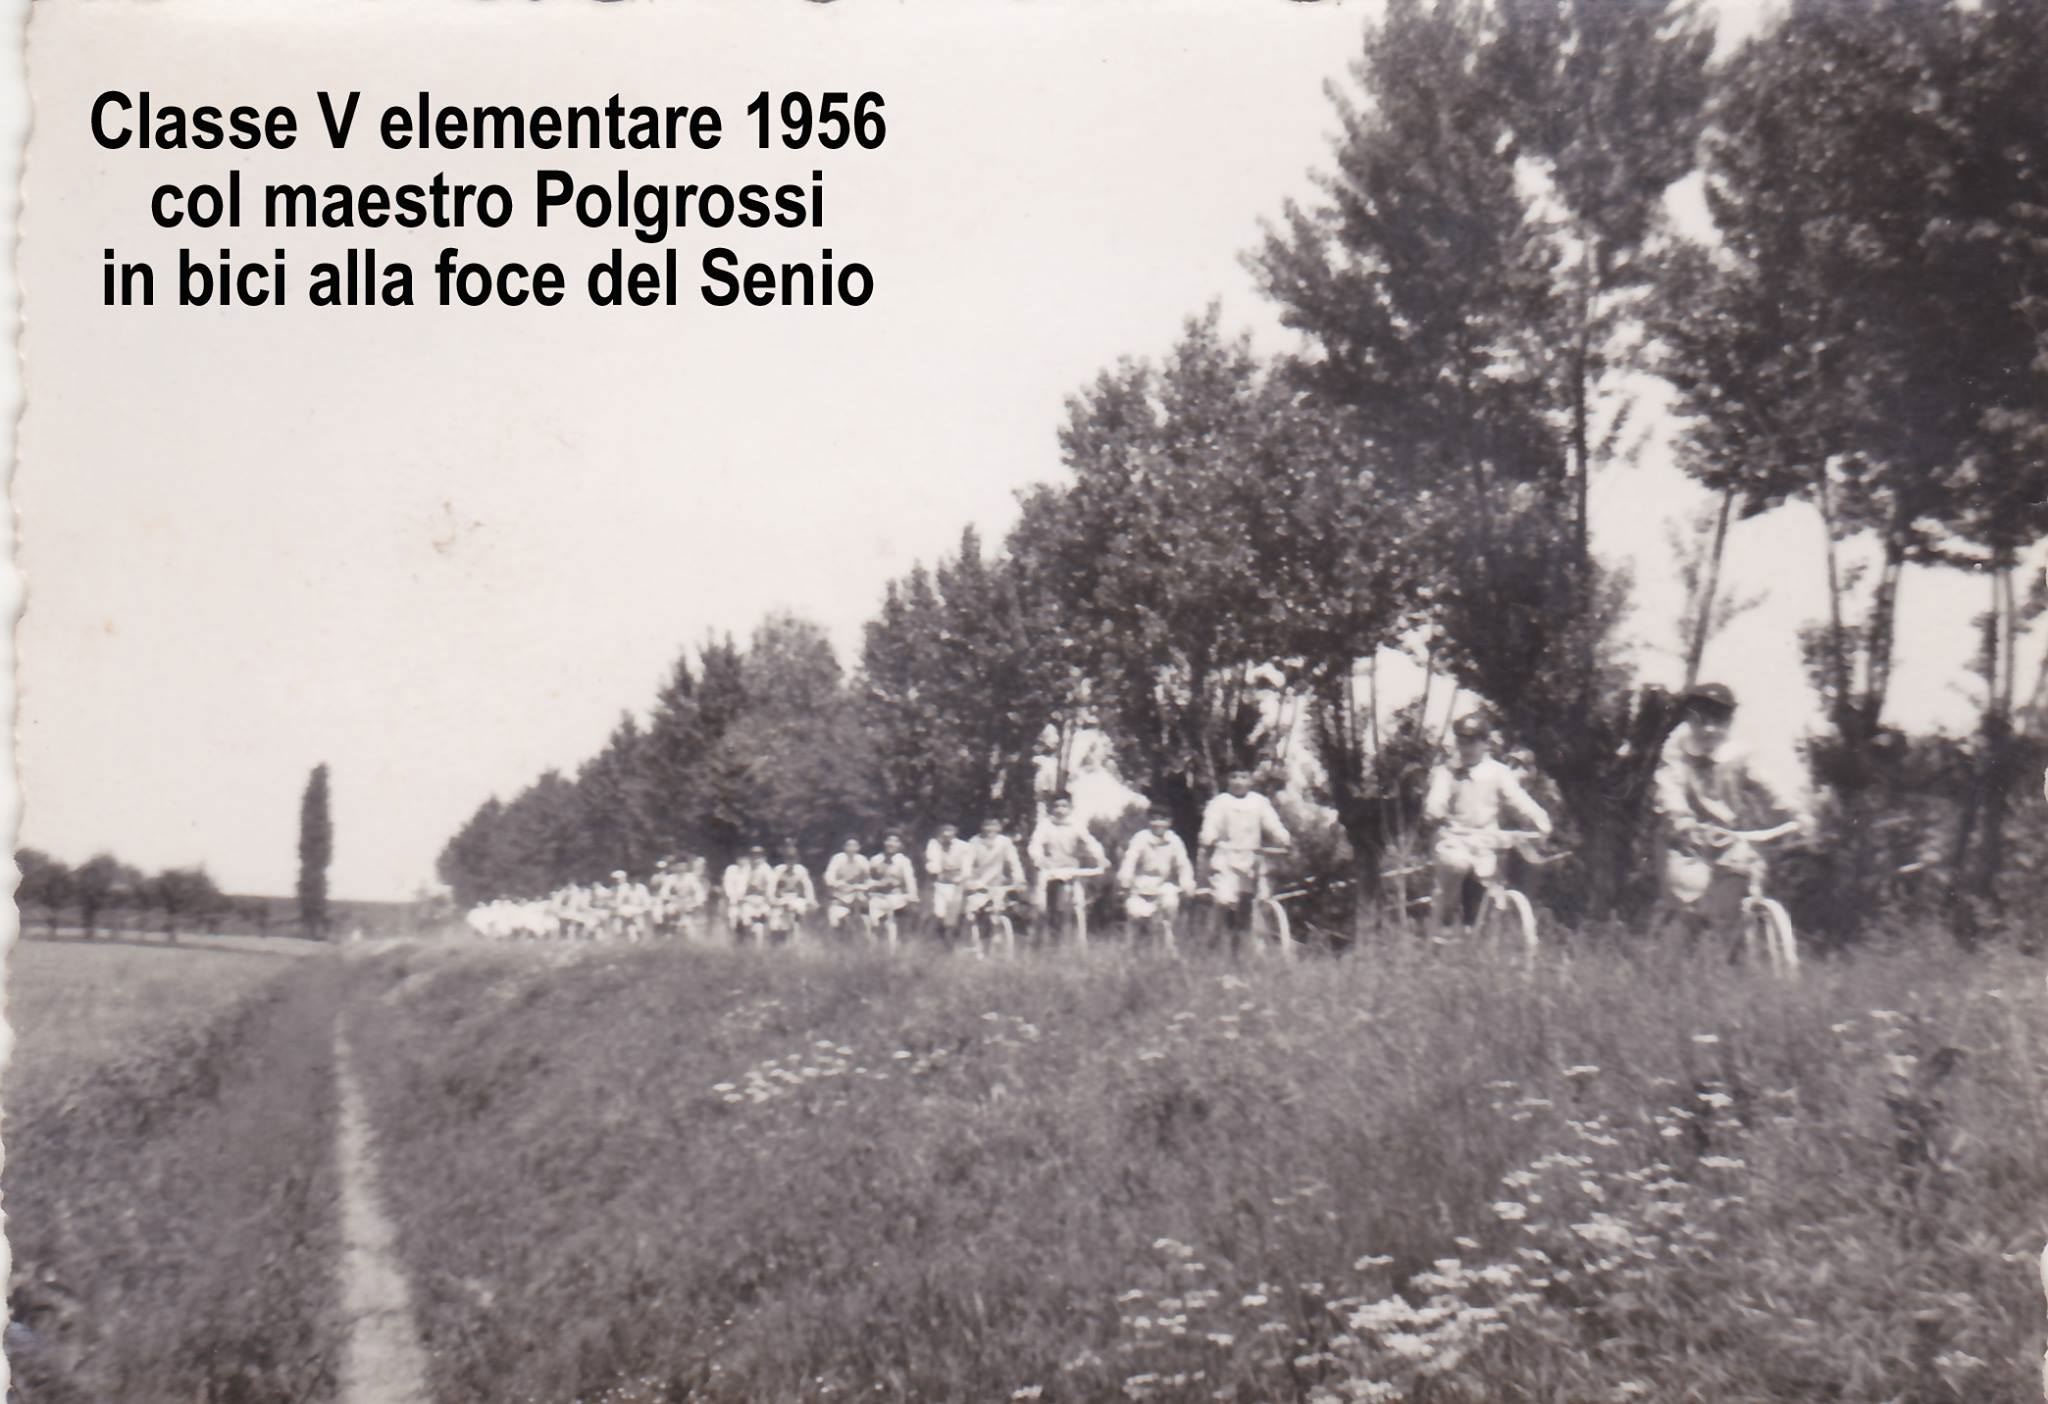 Classe V elementare 1956
col maestro Polgrossi
in bici alla foce del Senio